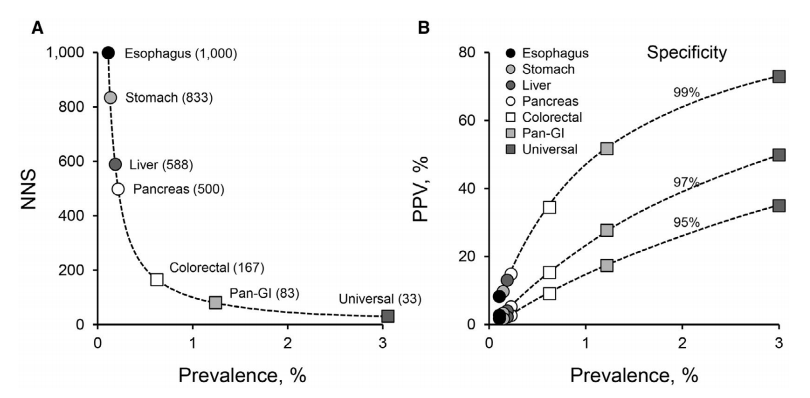 A
NNS
1,000
800
600
400
200
0
Esophagus (1,000)
Stomach (833)
Liver (588)
Pancreas (500)
Colorectal (167)
Pan-GI (83)
Universal (33)
0 1 2 3
Prevalence, %
B
PPV, %
80
60
40
20
0
Esophagus
Stomach
Liver
Pancreas
Colorectal
Pan-GI
Universal
Specificity
99%
97%
95%
0 1 2 3
Prevalence, %